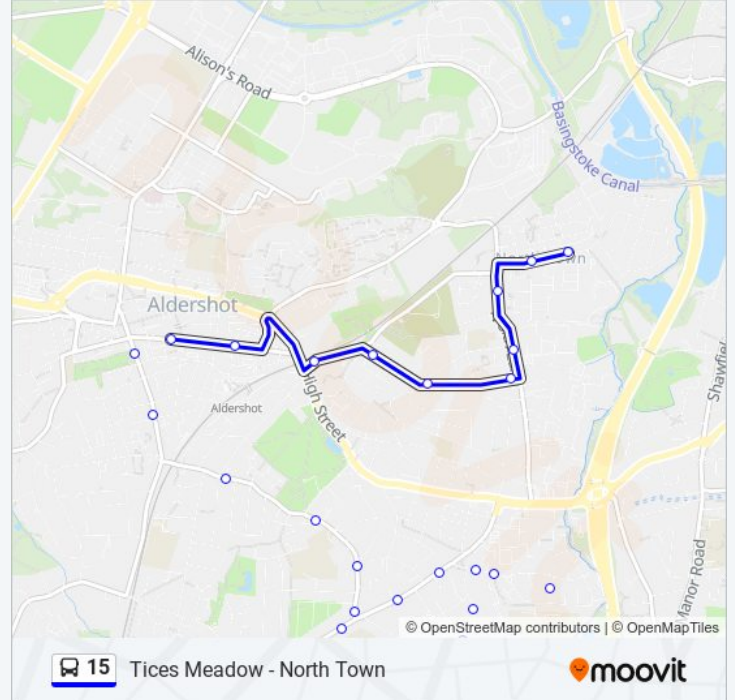 Alison's Road
Basingstoke Canal
Aldershot
Aldershot
High Street
Manor Road
© OpenStreetMap contributors | © OpenMapTiles
15 Tices Meadow - North Town
moovit